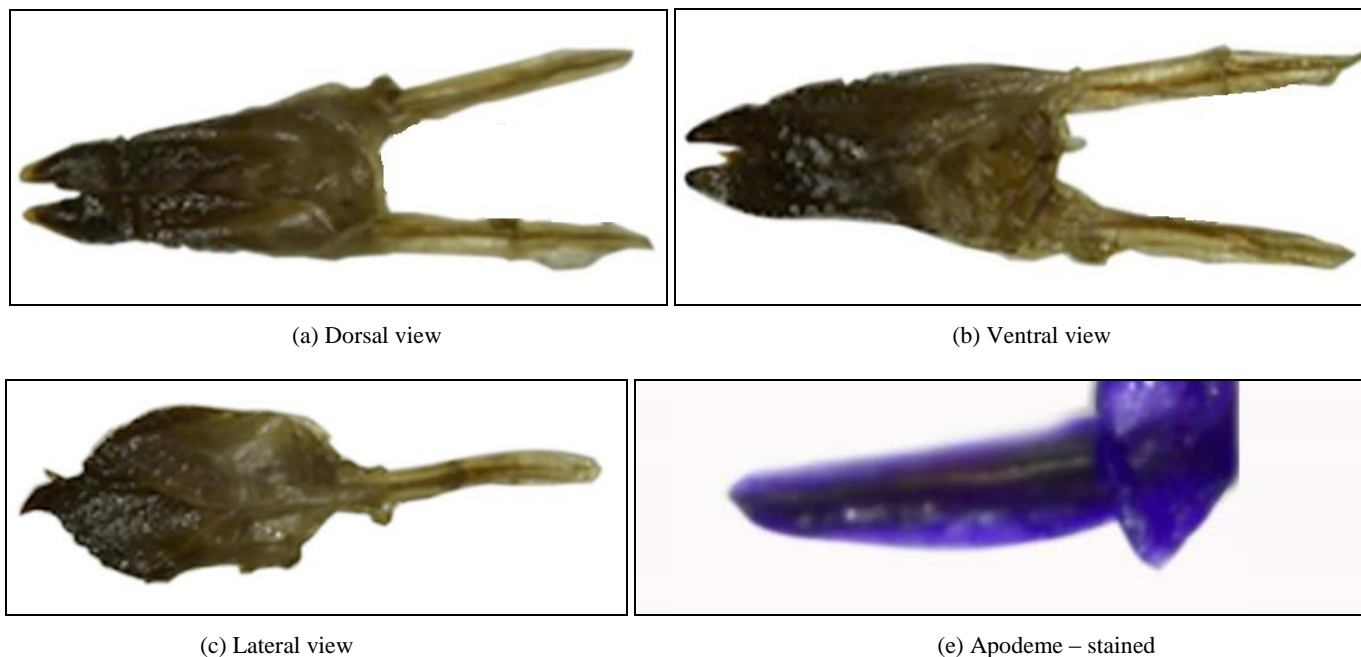 (a) Dorsal view
(b) Ventral view
(c) Lateral view
(e) Apodeme – stained